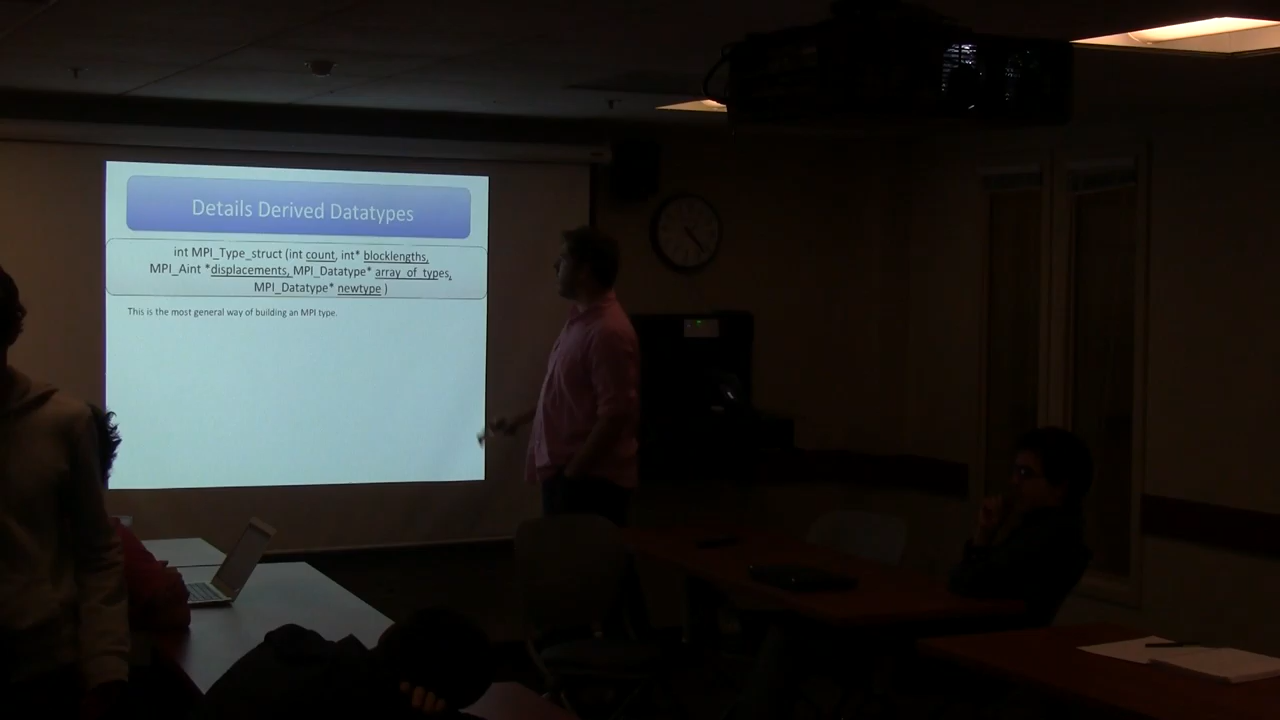 Details Derived Datatypes
int MPI_Type_struct (int count, int* blocklengths,
MPI_Aint *displacements, MPI_Datatype* array_of_types,
MPI_Datatype* newtype )
This is the most general way of building an MPI type.